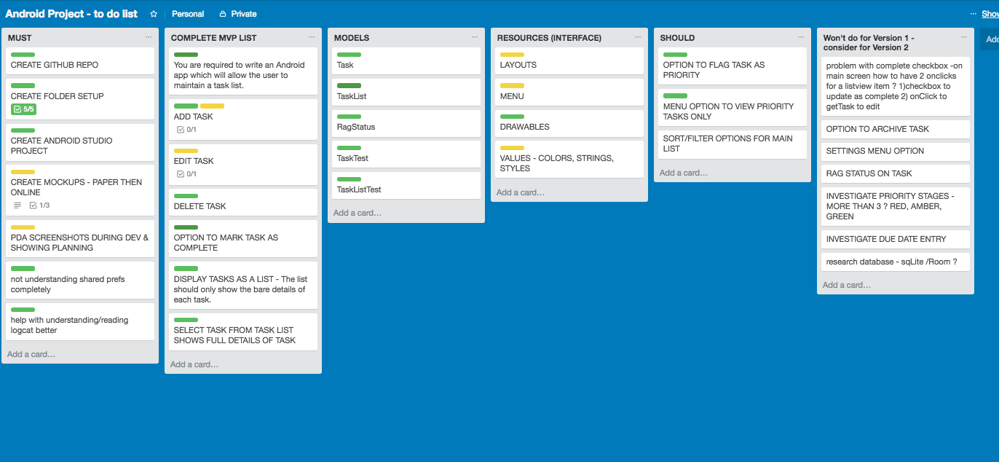 Android Project - to do list
Personal
Private
MUST
CREATE GITHUB REPO
CREATE FOLDER SETUP
5/5
CREATE ANDROID STUDIO
PROJECT
CREATE MOCKUPS - PAPER THEN
ONLINE
1/3
PDA SCREENSHOTS DURING DEV &
SHOWING PLANNING
not understanding shared prefs
completely
help with understanding/reading
logcat better
Add a card…
COMPLETE MVP LIST
You are required to write an Android
app which will allow the user to
maintain a task list.
ADD TASK
0/1
EDIT TASK
0/1
DELETE TASK
OPTION TO MARK TASK AS
COMPLETE
DISPLAY TASKS AS A LIST - The list
should only show the bare details of
each task.
SELECT TASK FROM TASK LIST
SHOWS FULL DETAILS OF TASK
Add a card…
MODELS
Task
TaskList
RagStatus
TaskTest
TaskListTest
Add a card…
RESOURCES (INTERFACE)
LAYOUTS
MENU
DRAWABLES
VALUES - COLORS, STRINGS,
STYLES
Add a card…
SHOULD
OPTION TO FLAG TASK AS
PRIORITY
MENU OPTION TO VIEW PRIORITY
TASKS ONLY
SORT/FILTER OPTIONS FOR MAIN
LIST
Add a card…
Won't do for Version 1 -
consider for Version 2
problem with complete checkbox -on
main screen how to have 2 onclicks
for a listview item ? 1)checkbox to
update as complete 2) onClick to
getTask to edit
OPTION TO ARCHIVE TASK
SETTINGS MENU OPTION
RAG STATUS ON TASK
INVESTIGATE PRIORITY STAGES -
MORE THAN 3 ? RED, AMBER,
GREEN
INVESTIGATE DUE DATE ENTRY
research database - sqLite /Room ?
Add a card…